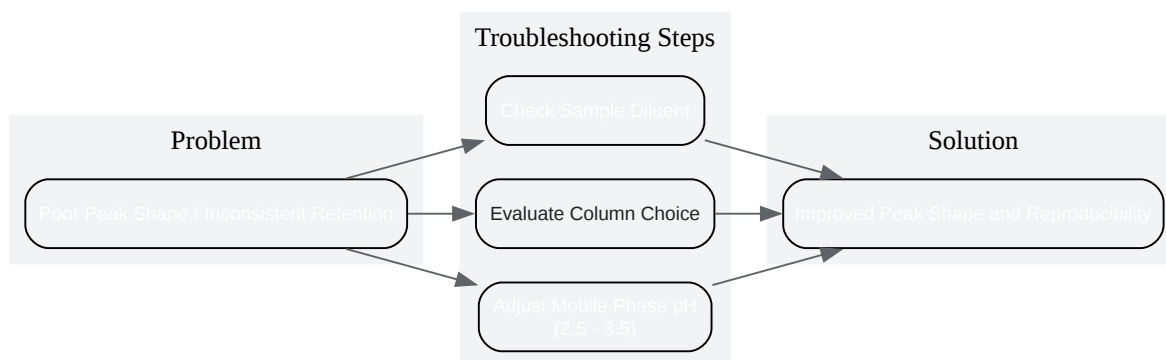 Problem
Poor Peak Shape / Inconsistent Retention
Troubleshooting Steps
Check Sample Diluent
Evaluate Column Choice
Adjust Mobile Phase pH
(2.5 - 3.5)
Solution
Improved Peak Shape and Reproducibility